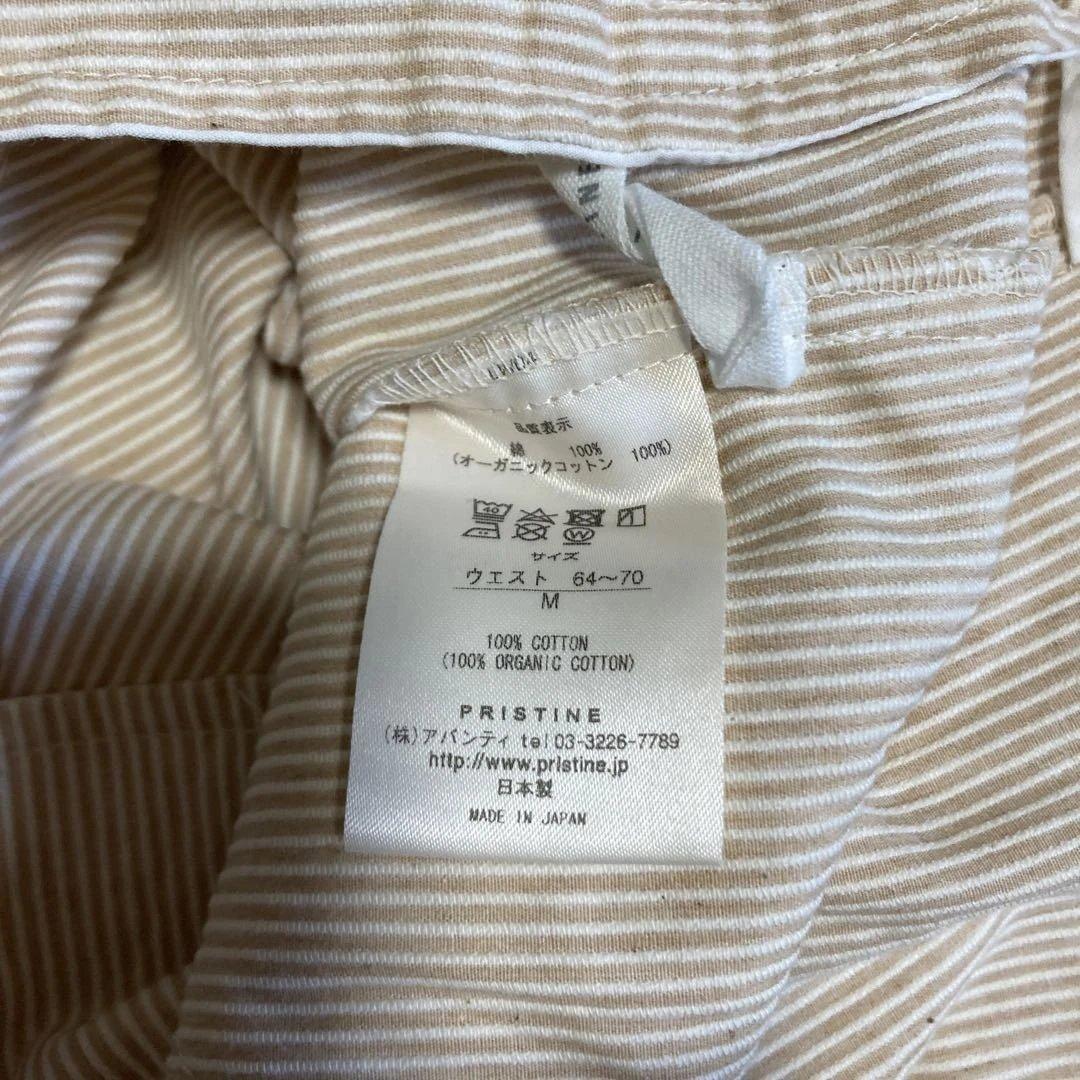 INE
品質表示
綿 100%
(オーガニックコットン 100%)
40
W
サイズ
ウエスト 64〜70
M
100% COTTON
(100% ORGANIC COTTON)
PRISTINE
(株)アバンティ tel 03-3226-7789
http://www.pristine.jp
日本製
MADE IN JAPAN